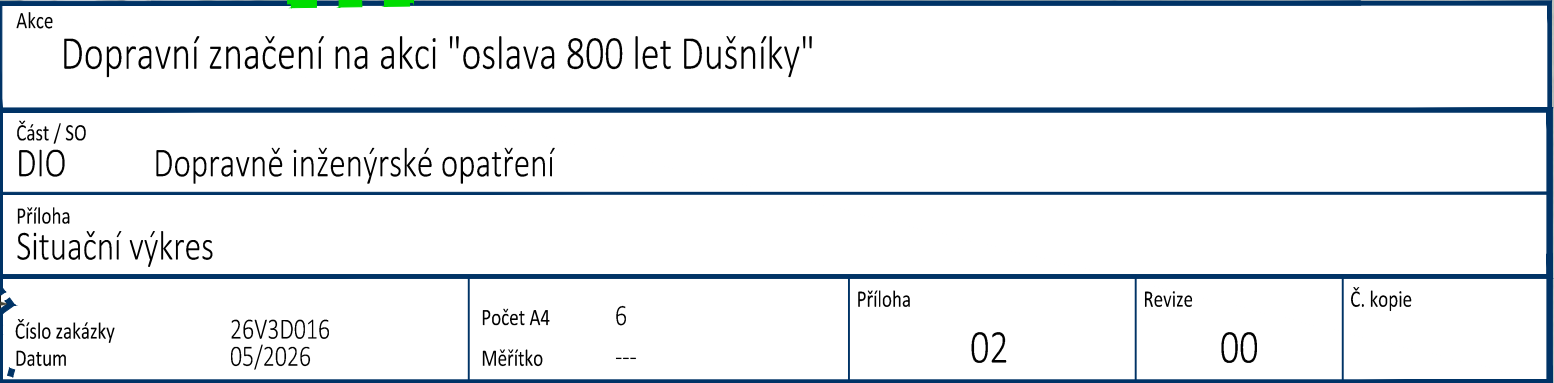 Akce
Dopravní značení na akci "oslava 800 let Dušníky"
Část / SO
DIO Dopravně inženýrské opatření
Příloha
Situační výkres
Číslo zakázky 26V3D016
Datum 05/2026
Počet A4 6
Měřítko ---
Příloha
02
Revize
00
Č. kopie